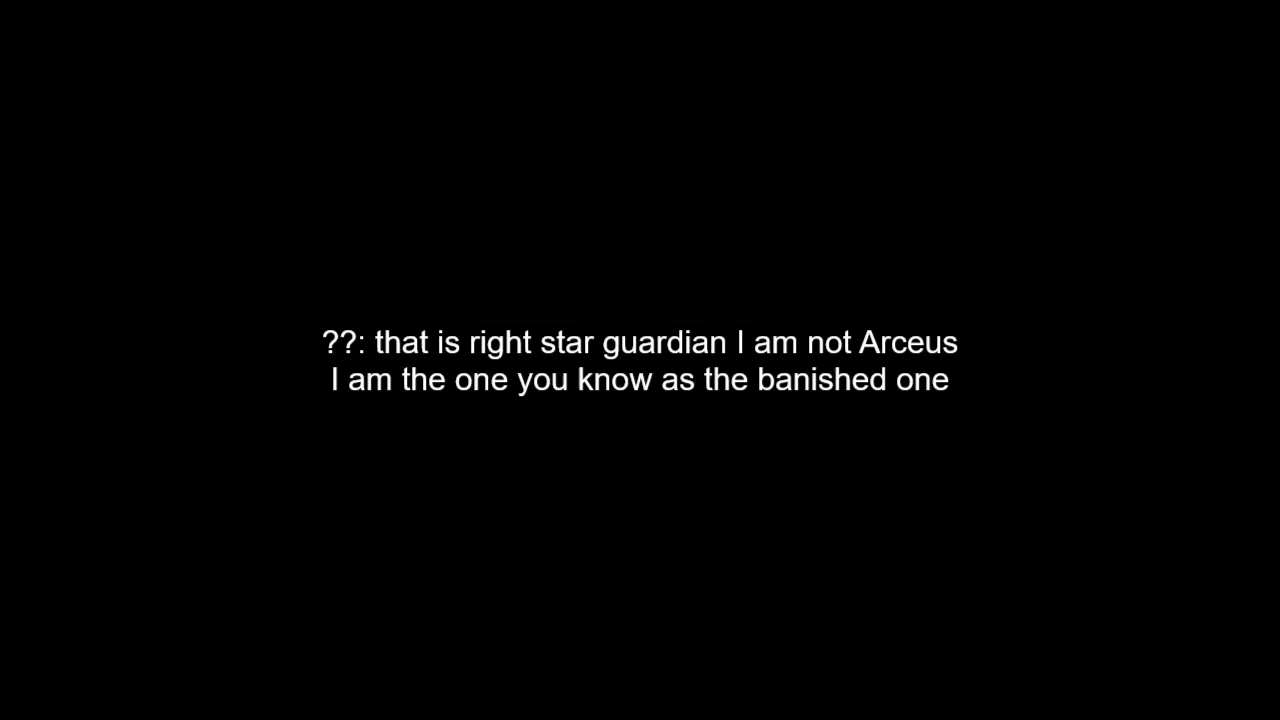 ??: that is right star guardian I am not Arceus
I am the one you know as the banished one